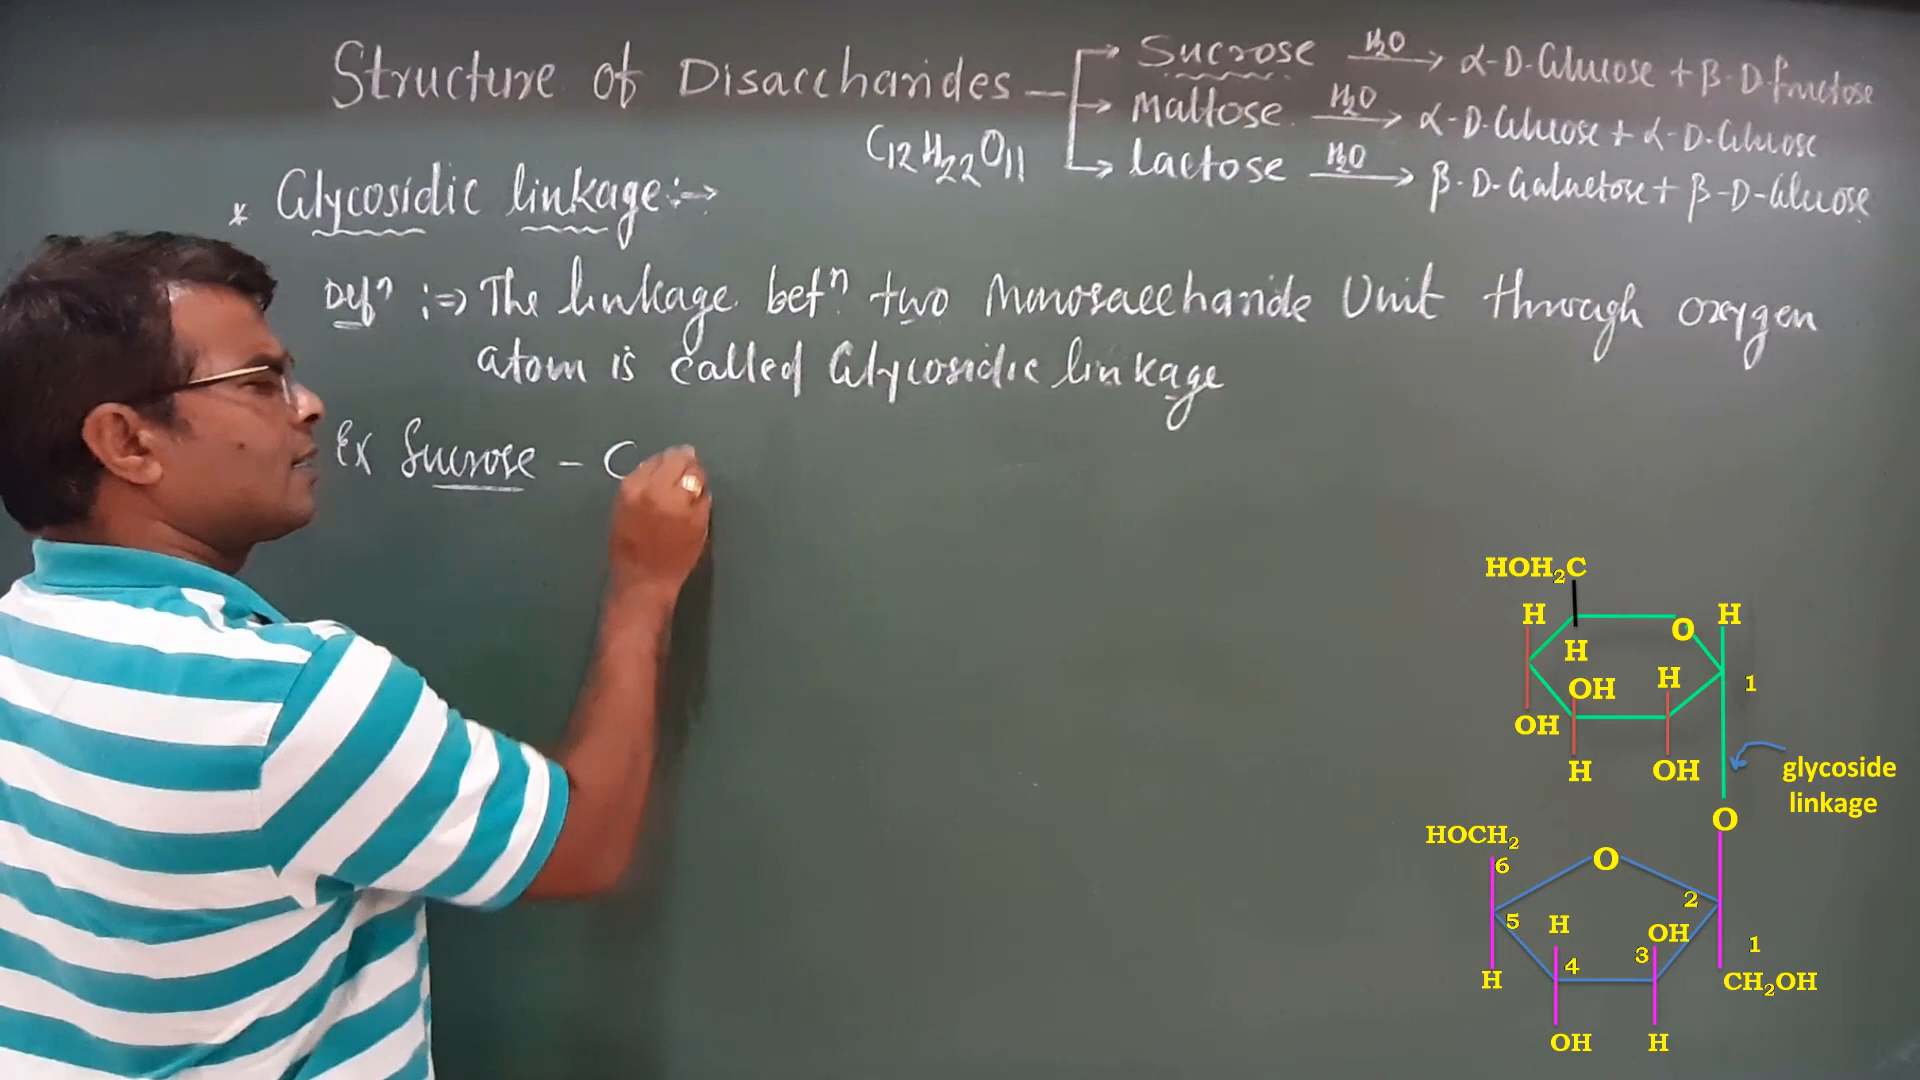 Structure of Disaccharides
Sucrose H2O → α-D-Glucose + β-D-fructose
Maltose H2O → α-D-Glucose + α-D-Glucose
C12H22O11
Lactose H2O → β-D-Galactose + β-D-Glucose
* Glycosidic linkage :→
Defn :⇒ The linkage betn two Monosaccharide Unit through oxygen
atom is called Glycosidic linkage
Ex Sucrose - C
HOH₂C
H O H
H
OH H 1
OH
H OH
glycoside
linkage
O
HOCH₂
6 O
5 H 2
OH 1
4 3
H CH₂OH
OH H